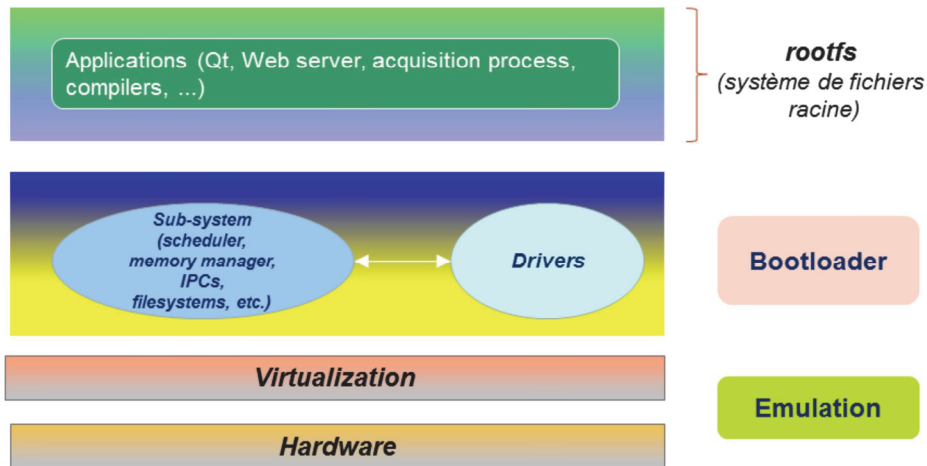 Applications (Qt, Web server, acquisition process,
compilers, ...)
rootfs
(système de fichiers
racine)
Sub-system
(scheduler,
memory manager,
IPCs,
filesystems, etc.)
Drivers
Bootloader
Virtualization
Emulation
Hardware